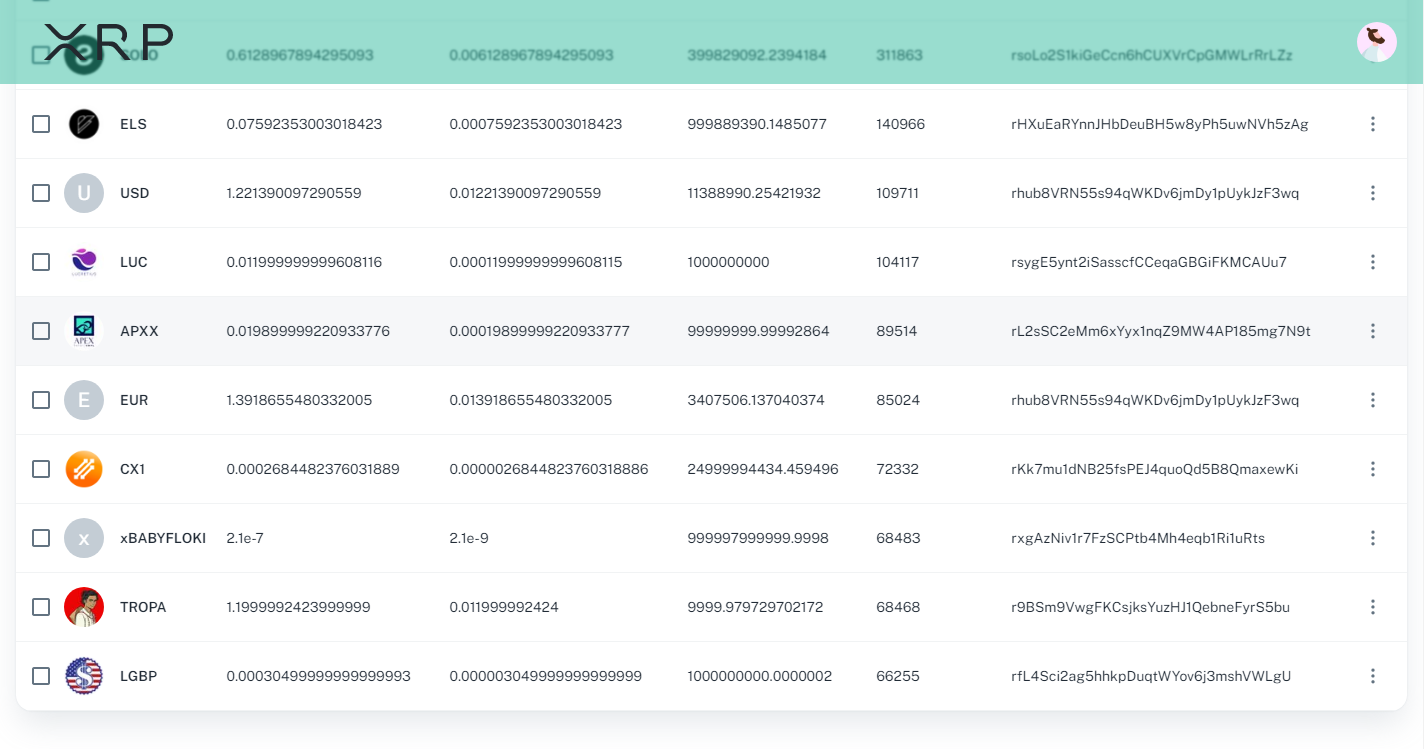 XRP
SOLO 0.6128967894295093 0.006128967894295093 399829092.2394184 311863 rsoLo2S1kiGeCcn6hCUXVrCpGMWLrRrLZz
ELS 0.07592353003018423 0.0007592353003018423 999889390.1485077 140966 rHXuEaRYnnJHbDeuBH5w8yPh5uwNVh5zAg
U USD 1.221390097290559 0.01221390097290559 11388990.25421932 109711 rhub8VRN55s94qWKDv6jmDy1pUykJzF3wq
LUC 0.011999999999608116 0.00011999999999608115 1000000000 104117 rsygE5ynt2iSasscfCCeqaGBGiFKMCAUu7
APEX APXX 0.019899999220933776 0.00019899999220933777 99999999.99992864 89514 rL2sSC2eMm6xYyx1nqZ9MW4AP185mg7N9t
E EUR 1.3918655480332005 0.013918655480332005 3407506.137040374 85024 rhub8VRN55s94qWKDv6jmDy1pUykJzF3wq
CX1 0.0002684482376031889 0.0000026844823760318886 24999994434.459496 72332 rKk7mu1dNB25fsPEJ4quoQd5B8QmaxewKi
x xBABYFLOKI 2.1e-7 2.1e-9 999997999999.9998 68483 rxgAzNiv1r7FzSCPtb4Mh4eqb1Ri1uRts
TROPA 1.1999992423999999 0.011999992424 9999.979729702172 68468 r9BSm9VwgFKCsjksYuzHJ1QebneFyrS5bu
$ LGBP 0.00030499999999999993 0.000003049999999999999 1000000000.0000002 66255 rfL4Sci2ag5hhkpDuqtWYov6j3mshVWLgU